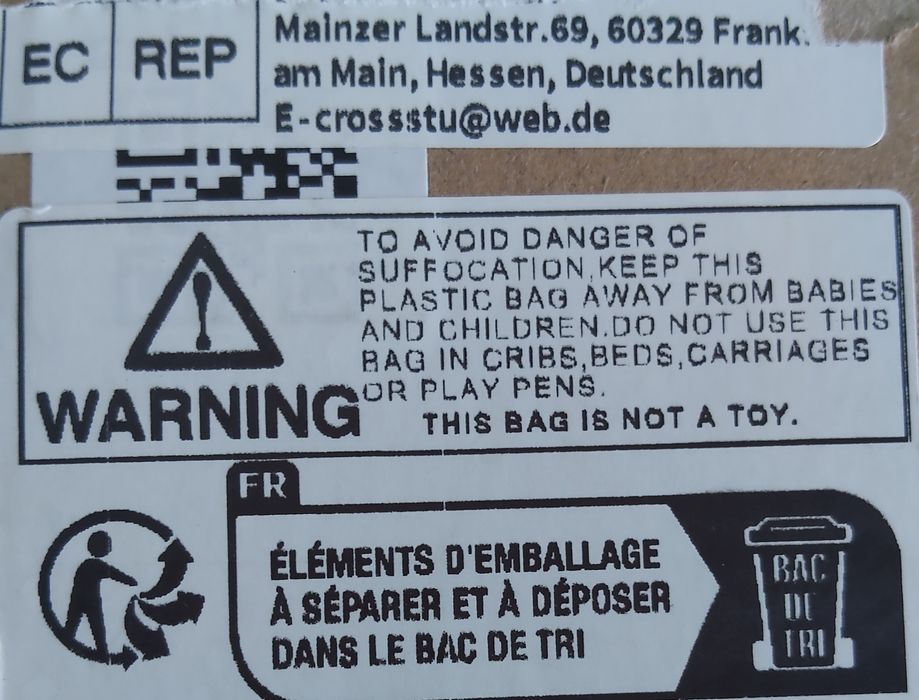 EC REP
Mainzer Landstr.69, 60329 Frank.
am Main, Hessen, Deutschland
E-crossstu@web.de
WARNING
TO AVOID DANGER OF
SUFFOCATION,KEEP THIS
PLASTIC BAG AWAY FROM BABIES
AND CHILDREN.DO NOT USE THIS
BAG IN CRIBS,BEDS,CARRIAGES
OR PLAY PENS.
THIS BAG IS NOT A TOY.
FR
ÉLÉMENTS D'EMBALLAGE
À SÉPARER ET À DÉPOSER
DANS LE BAC DE TRI
BAC
DE
TRI